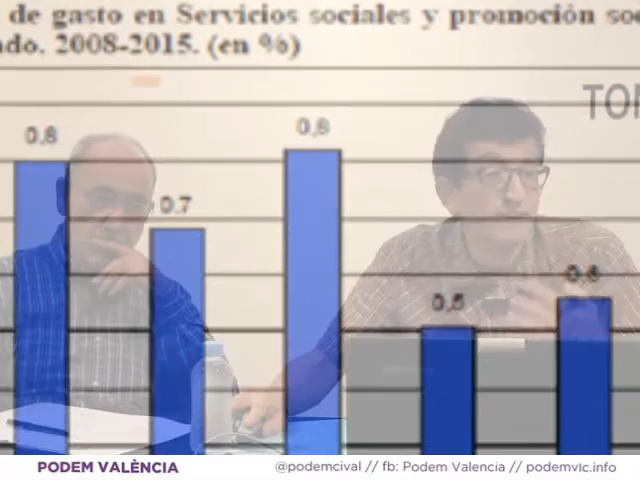 de gasto en Servicios sociales y promoción so
ado. 2008-2015. (en %)
TO
0,8
0,7
0,8
0,5
0,6
PODEM VALÈNCIA
@podemcival // fb: Podem Valencia // podemvlc.info